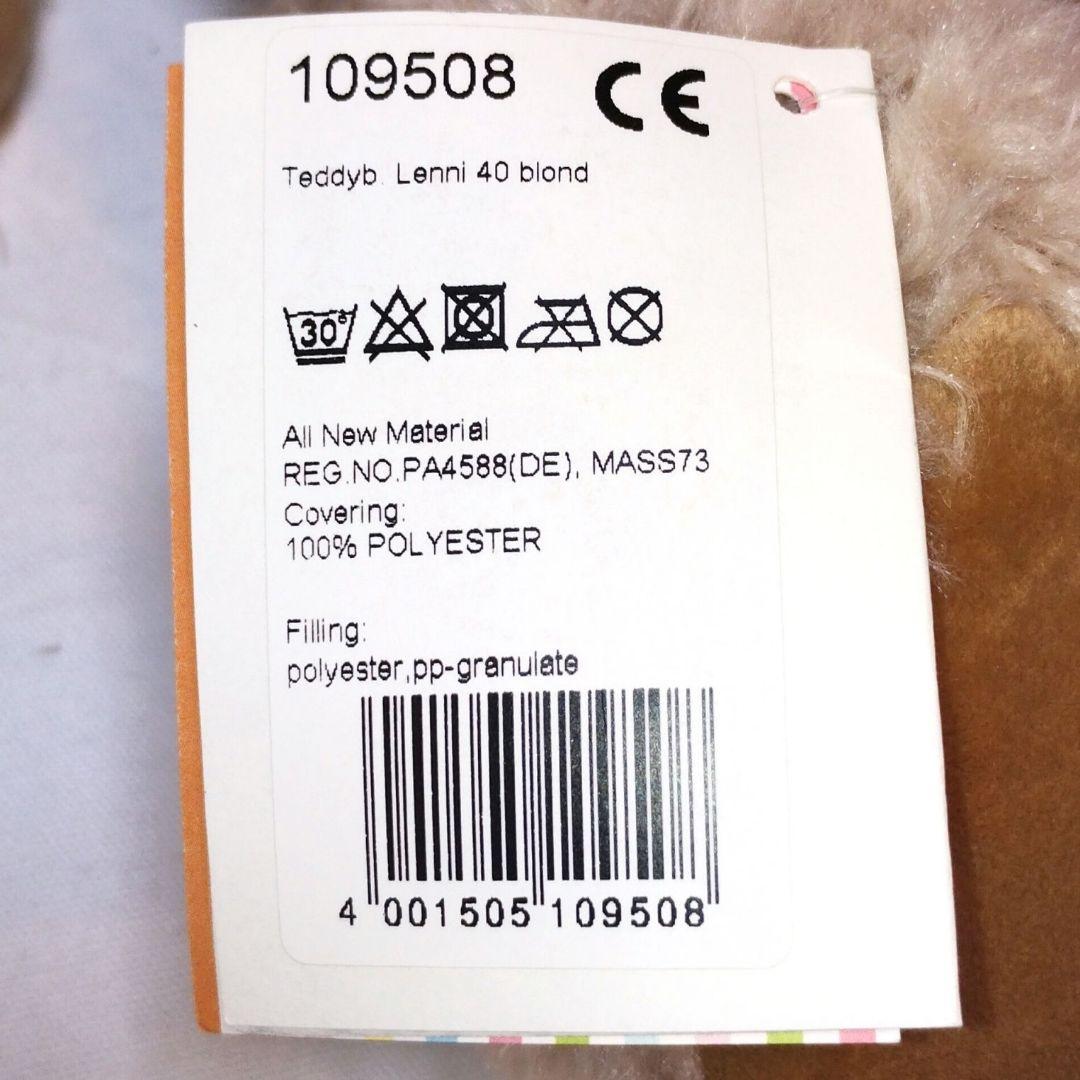 109508 CE
Teddyb. Lenni 40 blond
30°
All New Material
REG.NO.PA4588(DE), MASS73
Covering:
100% POLYESTER
Filling:
polyester,pp-granulate
4 001505 109508